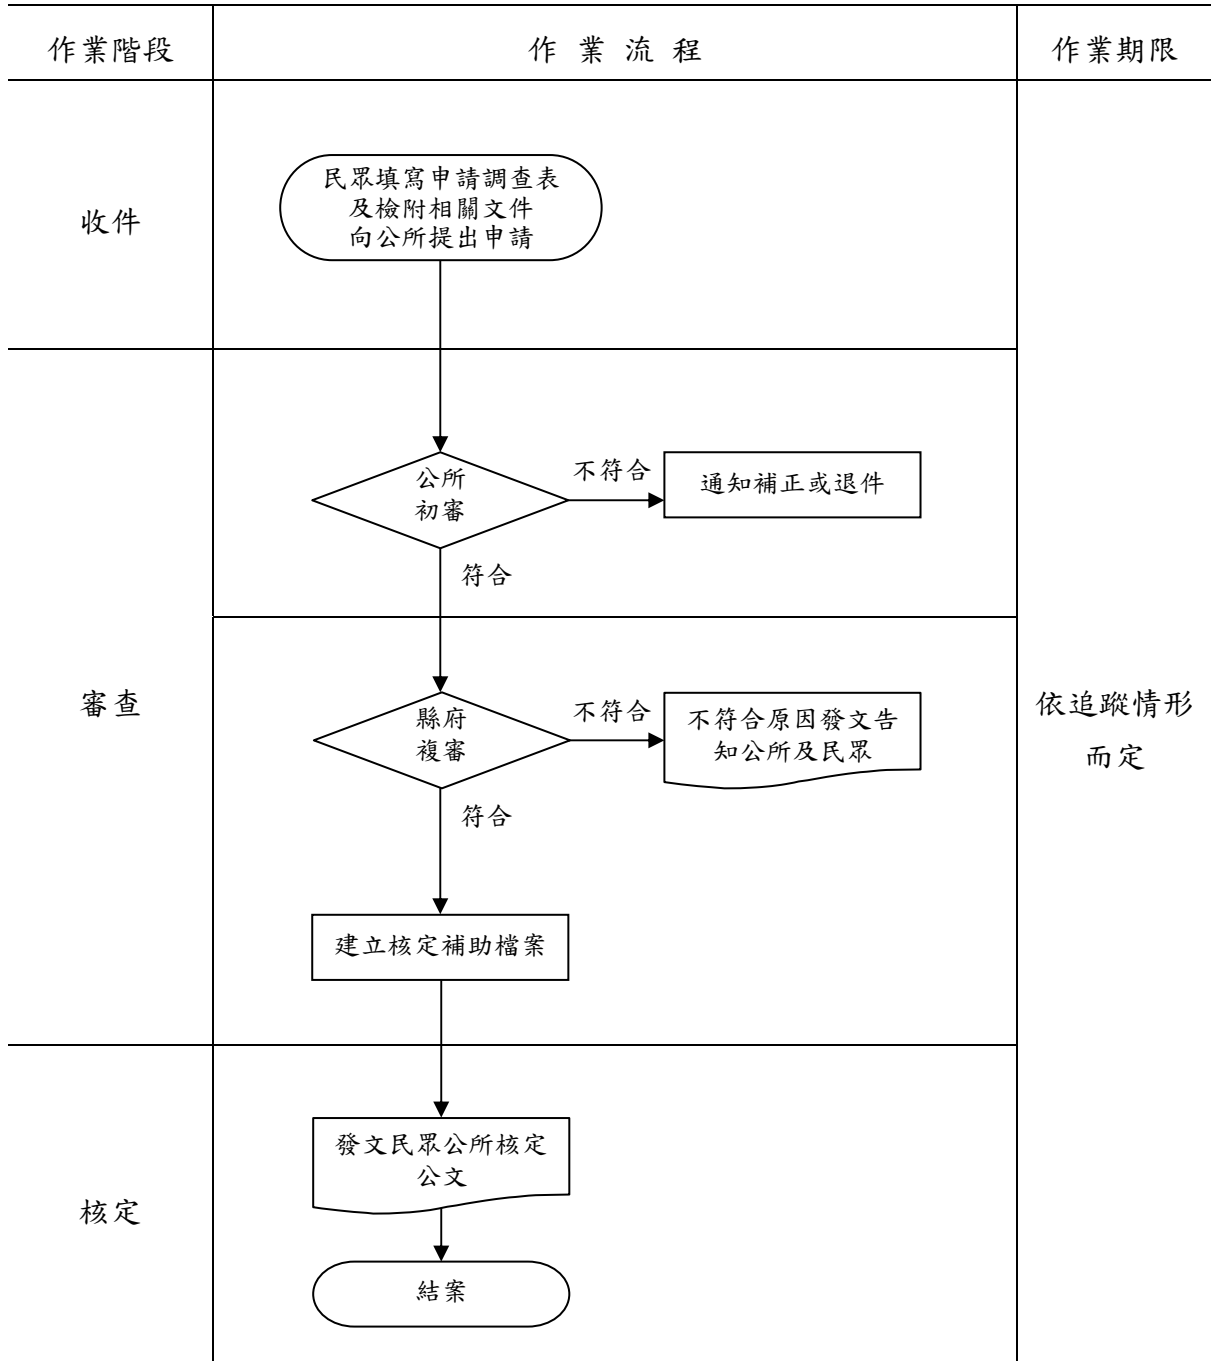 作業階段
作 業 流 程
作業期限
收件
民眾填寫申請調查表
及檢附相關文件
向公所提出申請
審查
公所
初審
不符合
通知補正或退件
符合
縣府
複審
不符合
不符合原因發文告
知公所及民眾
符合
建立核定補助檔案
依追蹤情形
而定
核定
發文民眾公所核定
公文
結案